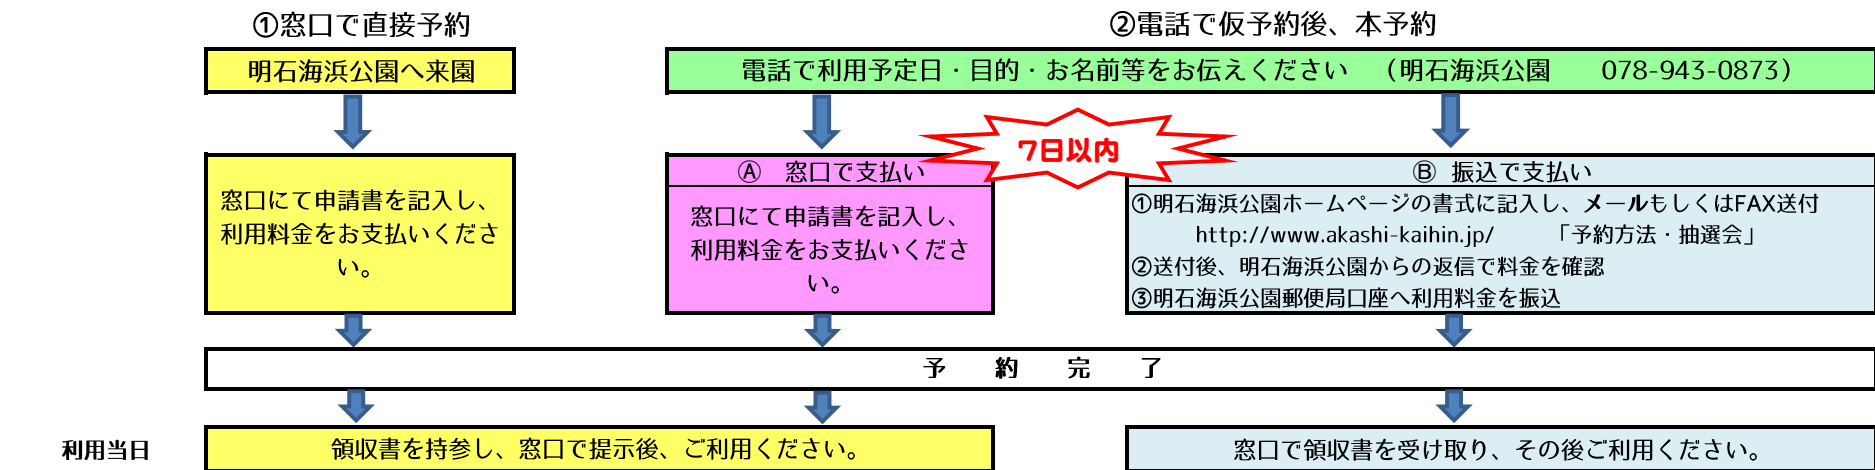 ①窓口で直接予約
②電話で仮予約後、本予約
明石海浜公園へ来園
電話で利用予定日・目的・お名前等をお伝えください　（明石海浜公園　　078-943-0873）
7日以内
窓口にて申請書を記入し、
利用料金をお支払いくださ
い。
Ⓐ　窓口で支払い
窓口にて申請書を記入し、
利用料金をお支払いくださ
い。
Ⓑ 振込で支払い
①明石海浜公園ホームページの書式に記入し、メールもしくはFAX送付
http://www.akashi-kaihin.jp/　　「予約方法・抽選会」
②送付後、明石海浜公園からの返信で料金を確認
③明石海浜公園郵便局口座へ利用料金を振込
予　約　完　了
利用当日
領収書を持参し、窓口で提示後、ご利用ください。
窓口で領収書を受け取り、その後ご利用ください。